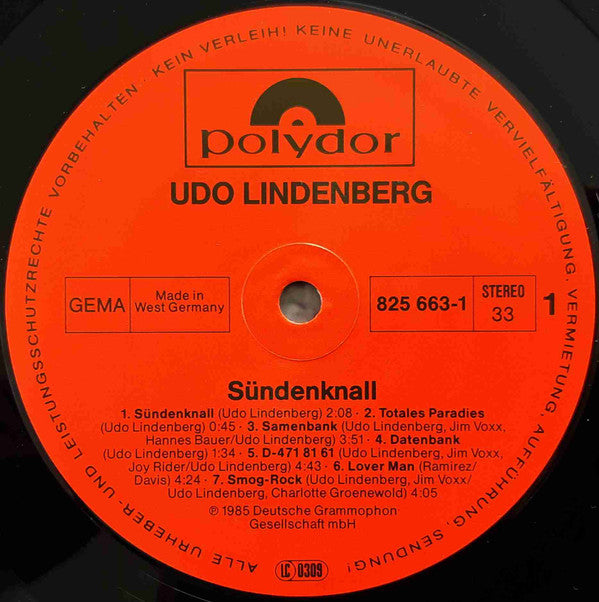 ALLE URHEBER- UND LEISTUNGSSCHUTZRECHTE VORBEHALTEN · KEIN VERLEIH! KEINE UNERLAUBTE VERVIELFÄLTIGUNG, VERMIETUNG, AUFFÜHRUNG, SENDUNG!
polydor
UDO LINDENBERG
GEMA
Made in
West Germany
825 663-1
STEREO
33
1
Sündenknall
1. Sündenknall (Udo Lindenberg) 2:08 · 2. Totales Paradies
(Udo Lindenberg) 0:45 · 3. Samenbank (Udo Lindenberg, Jim Voxx,
Hannes Bauer/Udo Lindenberg) 3:51 · 4. Datenbank
(Udo Lindenberg) 1:34 · 5. D-471 81 61 (Udo Lindenberg, Jim Voxx,
Joy Rider/Udo Lindenberg) 4:43 · 6. Lover Man (Ramirez/
Davis) 4:24 · 7. Smog-Rock (Udo Lindenberg, Jim Voxx/
Udo Lindenberg, Charlotte Groenewold) 4:05
℗ 1985 Deutsche Grammophon
Gesellschaft mbH
LC 0309